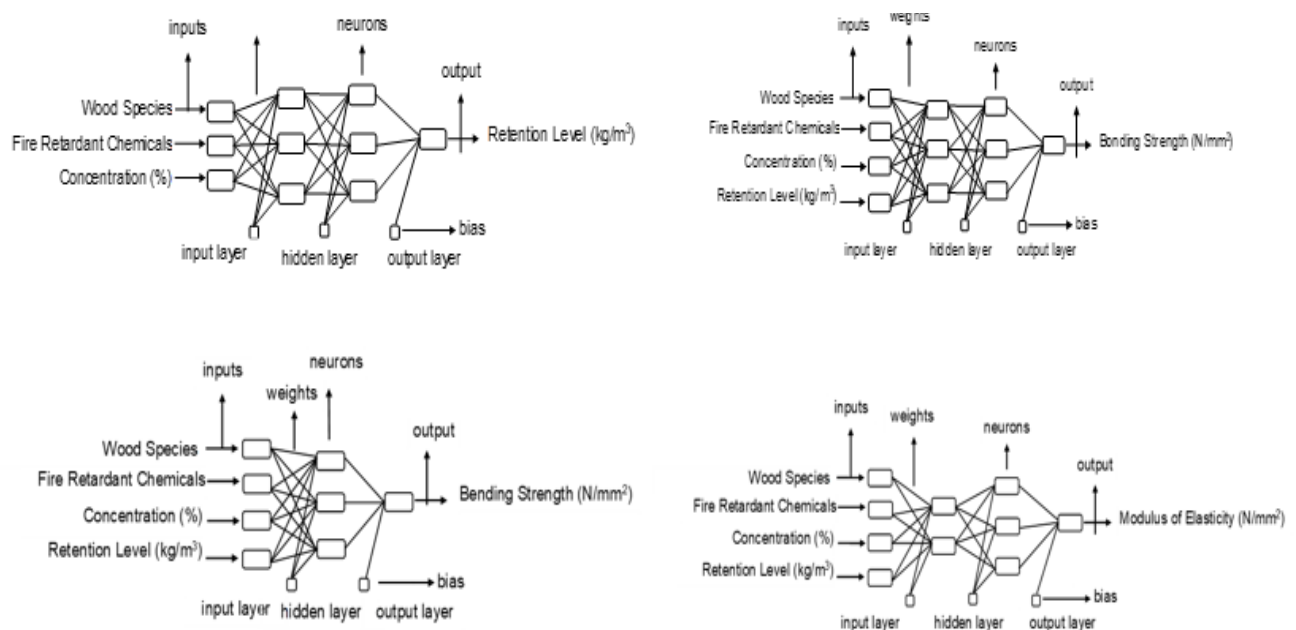 inputs
neurons
output
Wood Species
Fire Retardant Chemicals
Concentration (%)
Retention Level (kg/m³)
bias
input layer
hidden layer
output layer
inputs
weghts
neurons
output
Wood Species
Fire Retardant Chemicals
Concentration (%)
Retention Level (kg/m³)
Bonding Strength (N/mm²)
bias
input layer
hidden layer
output layer
inputs
weights
neurons
output
Wood Species
Fire Retardant Chemicals
Concentration (%)
Retention Level (kg/m³)
Bending Strength (N/mm²)
bias
input layer
hidden layer
output layer
inputs
weights
neurons
output
Wood Species
Fire Retardant Chemicals
Concentration (%)
Retention Level (kg/m³)
Modulus of Elasticity (N/mm²)
bias
input layer
hidden layer
output layer